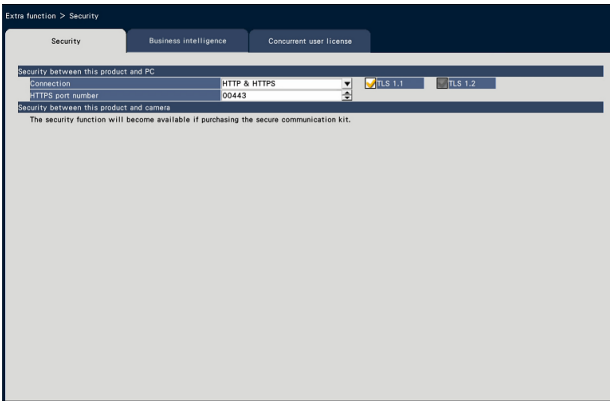 Extra function > Security
Security Business intelligence Concurrent user license
Security between this product and PC
Connection HTTP & HTTPS TLS 1.1 TLS 1.2
HTTPS port number 00443
Security between this product and camera
The security function will become available if purchasing the secure communication kit.